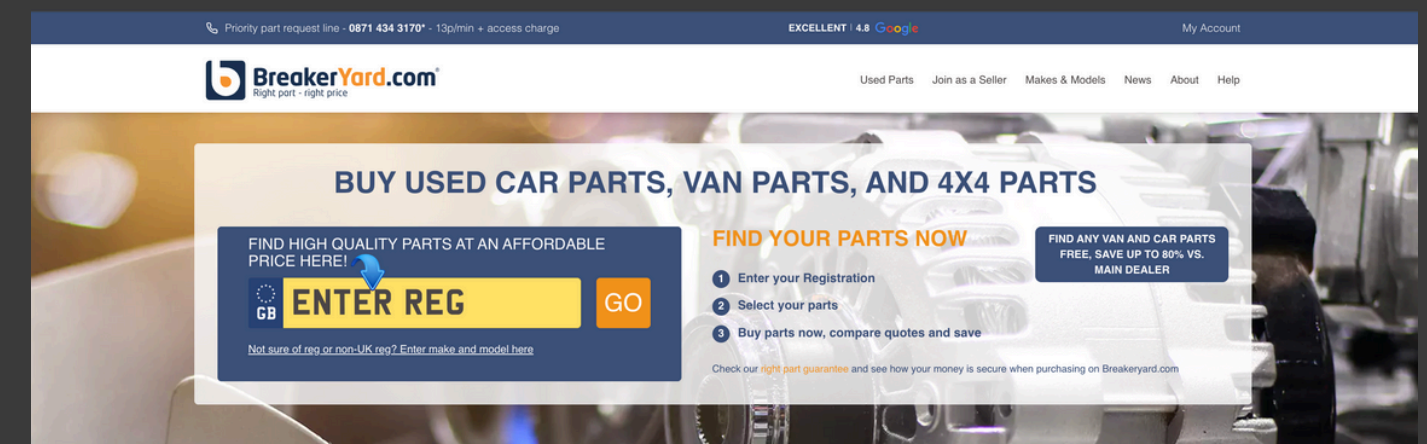 Priority part request line - 0871 434 3170* - 13p/min + access charge
EXCELLENT | 4.8 Google
My Account
BreakerYard.com®
Right part - right price
Used Parts Join as a Seller Makes & Models News About Help
BUY USED CAR PARTS, VAN PARTS, AND 4X4 PARTS
FIND HIGH QUALITY PARTS AT AN AFFORDABLE
PRICE HERE!
GB
ENTER REG
GO
Not sure of reg or non-UK reg? Enter make and model here
FIND YOUR PARTS NOW
1 Enter your Registration
2 Select your parts
3 Buy parts now, compare quotes and save
Check our right part guarantee and see how your money is secure when purchasing on Breakeryard.com
FIND ANY VAN AND CAR PARTS
FREE, SAVE UP TO 80% VS.
MAIN DEALER